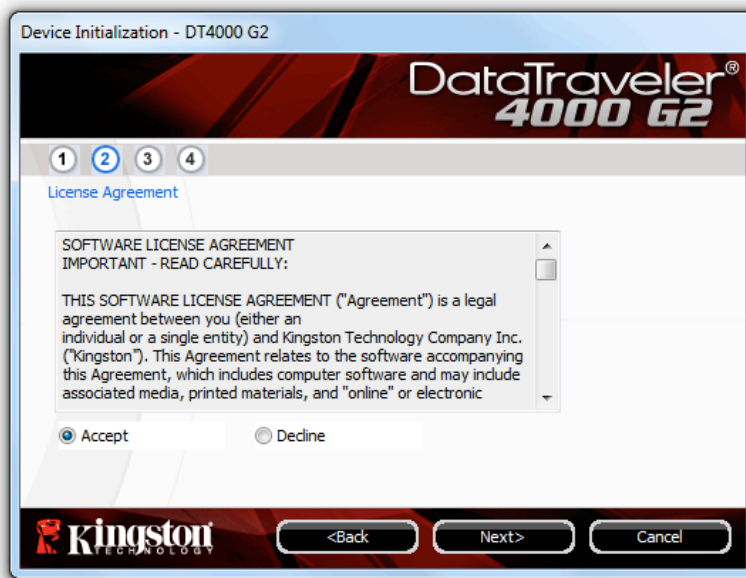 Device Initialization - DT4000 G2
DataTraveler®
4000 G2
1 2 3 4
License Agreement
SOFTWARE LICENSE AGREEMENT
IMPORTANT - READ CAREFULLY:
THIS SOFTWARE LICENSE AGREEMENT ("Agreement") is a legal
agreement between you (either an
individual or a single entity) and Kingston Technology Company Inc.
("Kingston"). This Agreement relates to the software accompanying
this Agreement, which includes computer software and may include
associated media, printed materials, and "online" or electronic
Accept Decline
Kingston
TECHNOLOGY
<Back Next> Cancel